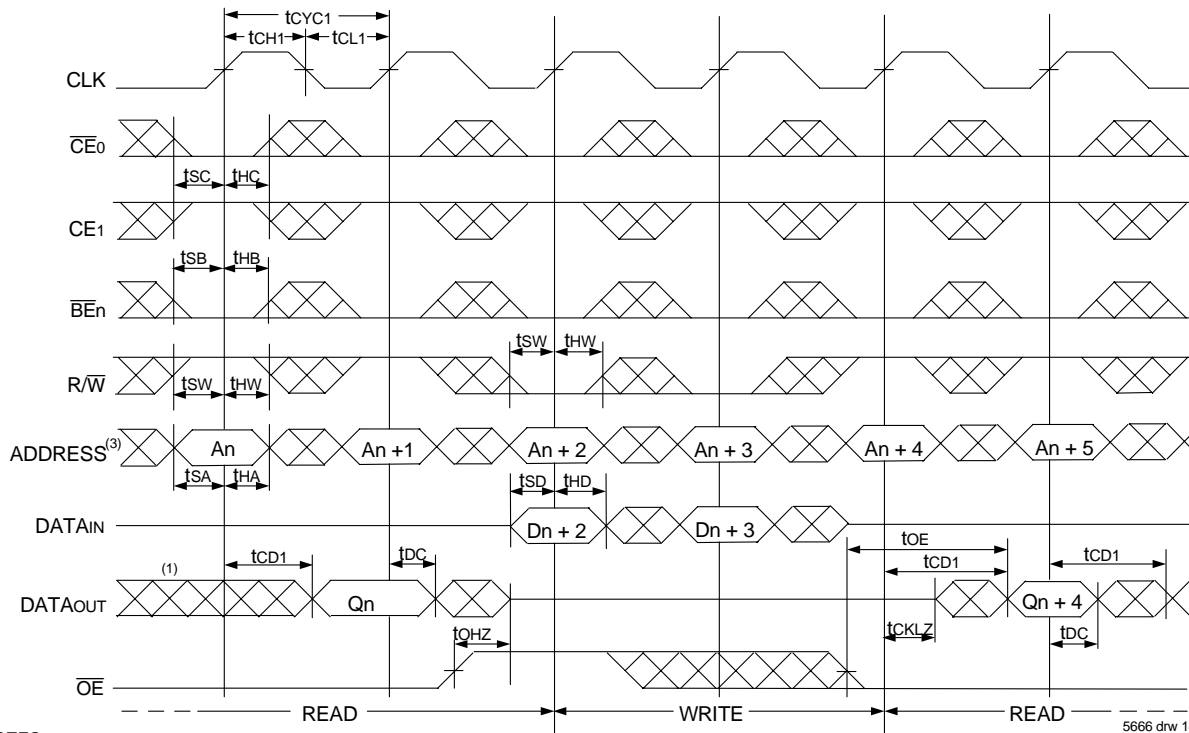 tCYC1
tCH1 tCL1
CLK
CE0
tSC tHC
CE1
tSB tHB
BEn
tSW tHW
R/W
tSW tHW
ADDRESS(3) An An +1 An + 2 An + 3 An + 4 An + 5
tSA tHA tSD tHD
DATAIN Dn + 2 Dn + 3
tOE
(1) tCD1 tDC tCD1 tCD1
DATAOUT Qn Qn + 4
tOHZ tCKLZ tDC
OE
READ WRITE READ
5666 drw 1